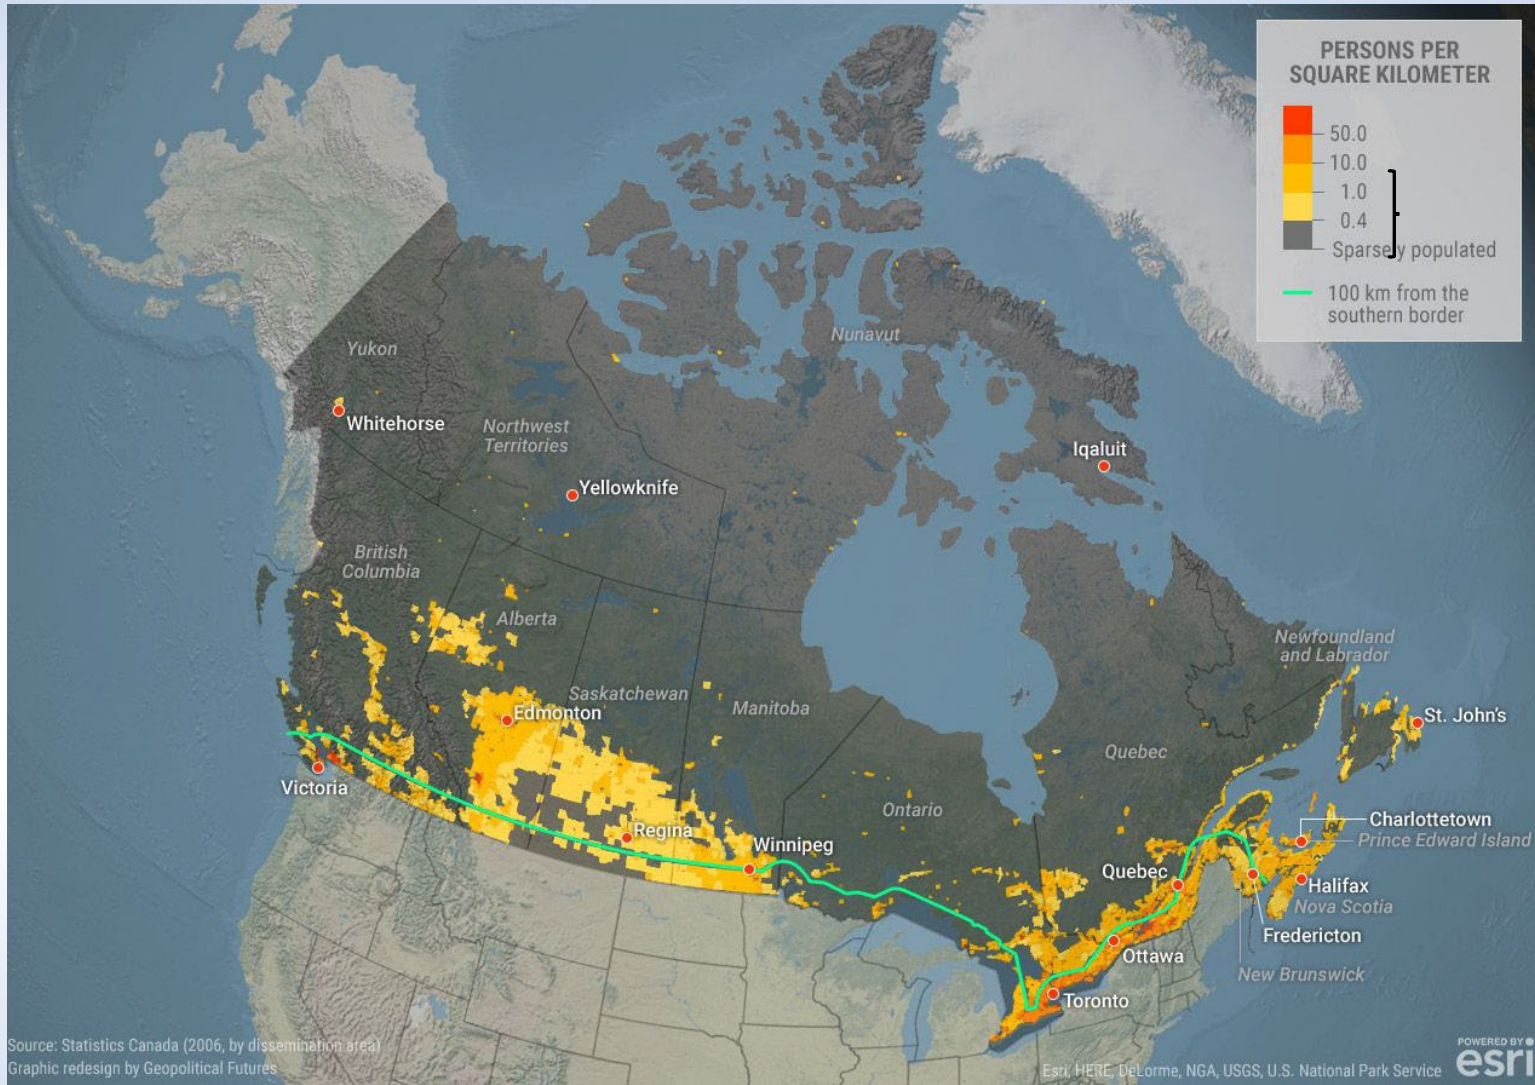 PERSONS PER
SQUARE KILOMETER
50.0
10.0
1.0
0.4
Sparsely populated
100 km from the
southern border
Nunavut
Yukon
Whitehorse
Northwest
Territories
Iqaluit
Yellowknife
British
Columbia
Alberta
Newfoundland
and Labrador
Saskatchewan
Edmonton
Manitoba
St. John's
Quebec
Victoria
Ontario
Regina
Charlottetown
Prince Edward Island
Winnipeg
Quebec
Halifax
Nova Scotia
Fredericton
Ottawa
New Brunswick
Toronto
Source: Statistics Canada (2006, by dissemination area)
Graphic redesign by Geopolitical Futures
POWERED BY
esri
Esri, HERE, DeLorme, NGA, USGS, U.S. National Park Service